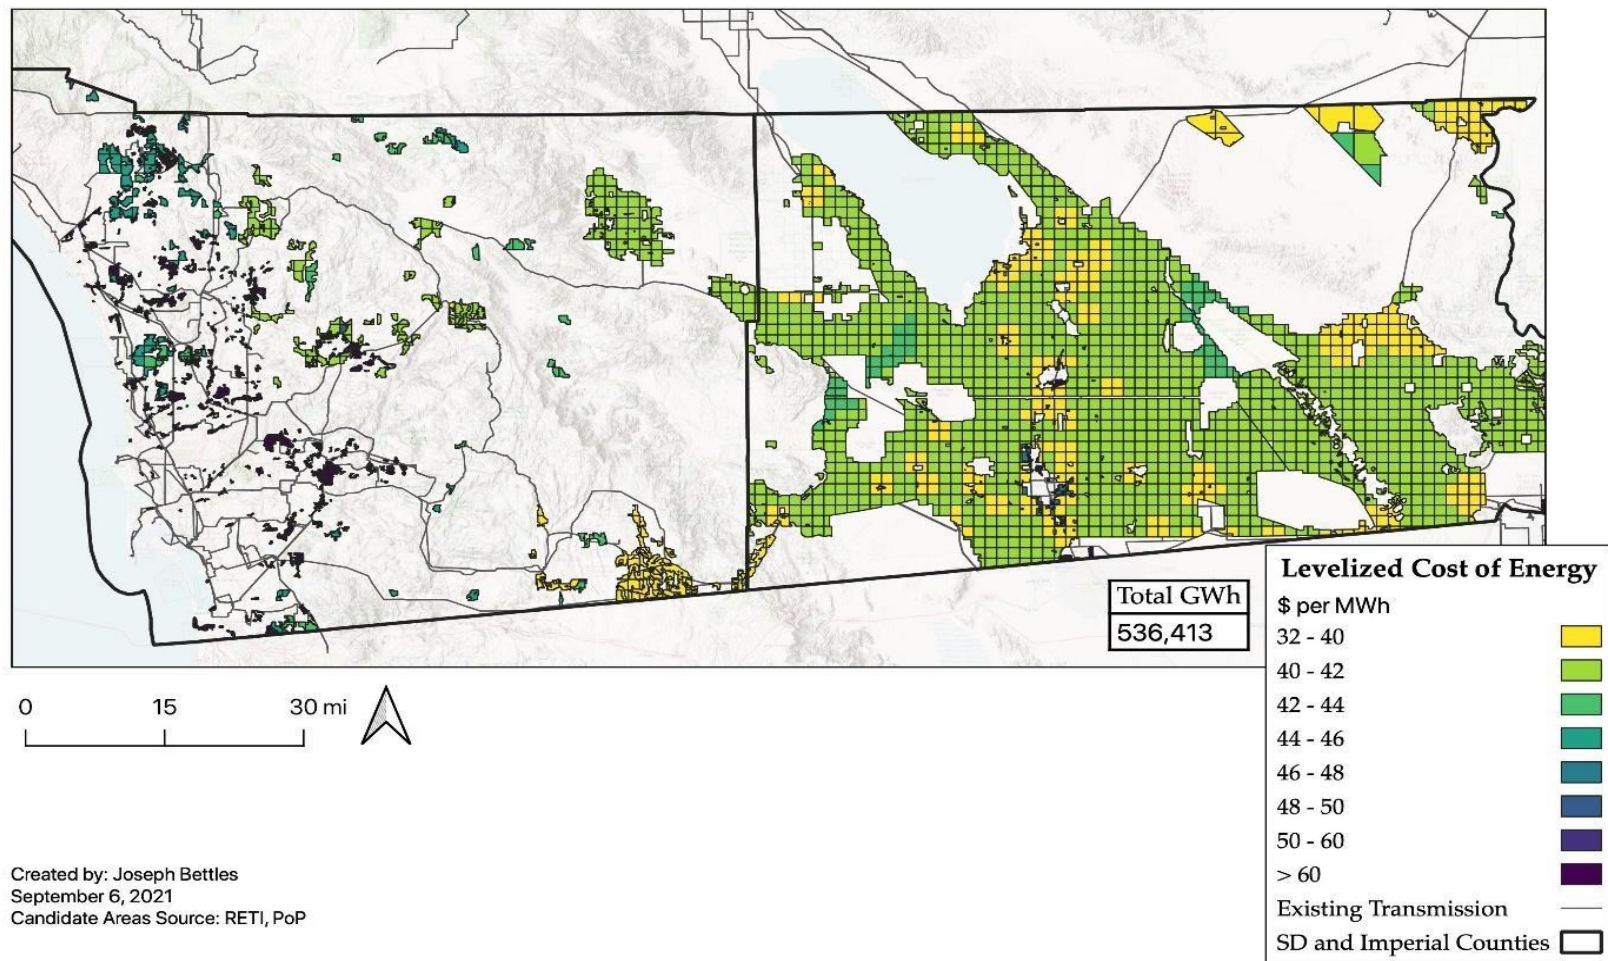 Total GWh
536,413
Levelized Cost of Energy
$ per MWh
32 - 40
40 - 42
42 - 44
44 - 46
46 - 48
48 - 50
50 - 60
> 60
Existing Transmission
SD and Imperial Counties
0 15 30 mi
Created by: Joseph Bettles
September 6, 2021
Candidate Areas Source: RETI, PoP